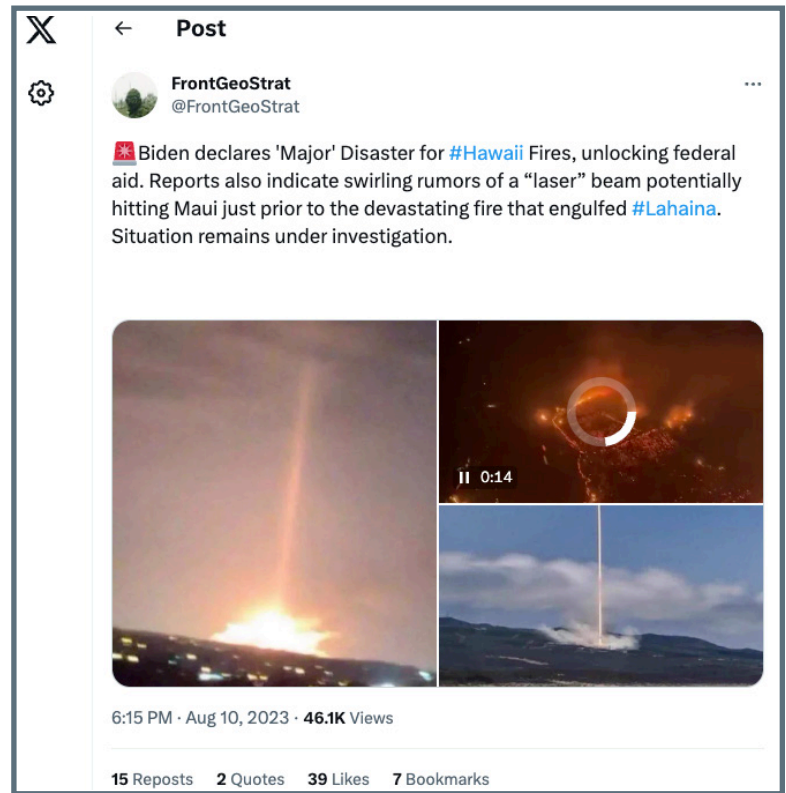 Post
FrontGeoStrat
@FrontGeoStrat
🚨Biden declares 'Major' Disaster for #Hawaii Fires, unlocking federal
aid. Reports also indicate swirling rumors of a “laser” beam potentially
hitting Maui just prior to the devastating fire that engufed #Lahaina.
Situation remains under investigation.
0:14
6:15 PM · Aug 10, 2023 · 46.1K Views
15 Reposts 2 Quotes 39 Likes 7 Bookmarks